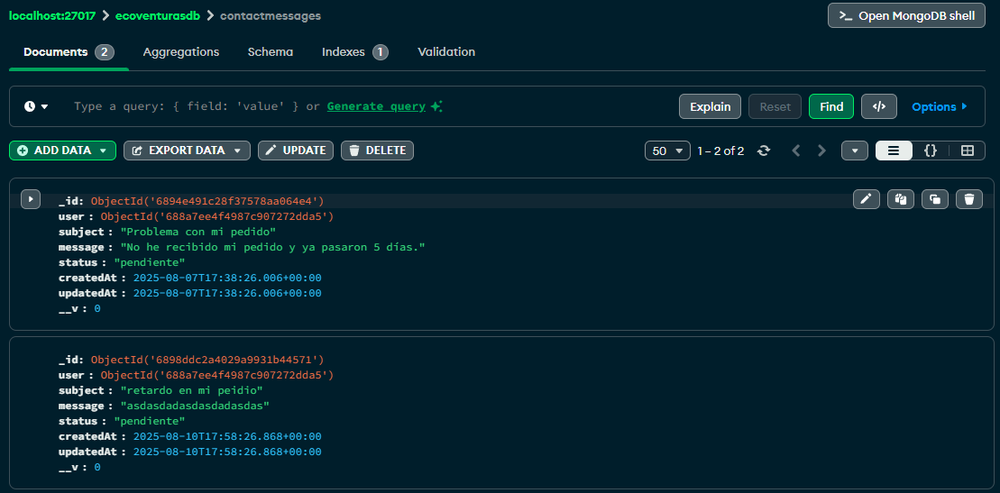 localhost:27017 > ecoventurasdb > contactmessages
>_ Open MongoDB shell
Documents 2 Aggregations Schema Indexes 1 Validation
Type a query: { field: 'value' } or Generate query
Explain Reset Find </> Options
ADD DATA EXPORT DATA UPDATE DELETE
50 1 – 2 of 2 {}
_id: ObjectId('6894e491c28f37578aa064e4')
user : ObjectId('688a7ee4f4987c907272dda5')
subject : "Problema con mi pedido"
message : "No he recibido mi pedido y ya pasaron 5 días."
status : "pendiente"
createdAt : 2025-08-07T17:38:26.006+00:00
updatedAt : 2025-08-07T17:38:26.006+00:00
__v : 0
_id: ObjectId('6898ddc2a4029a9931b44571')
user : ObjectId('688a7ee4f4987c907272dda5')
subject : "retardo en mi peidio"
message : "asdasdadasdasdadasdas"
status : "pendiente"
createdAt : 2025-08-10T17:58:26.868+00:00
updatedAt : 2025-08-10T17:58:26.868+00:00
__v : 0